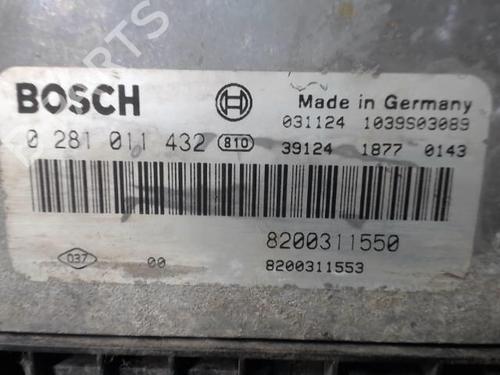 BOSCH
Made in Germany
031124 1039S03089
0 281 011 432 810 39124 1877 0143
8200311550
037 00 8200311553